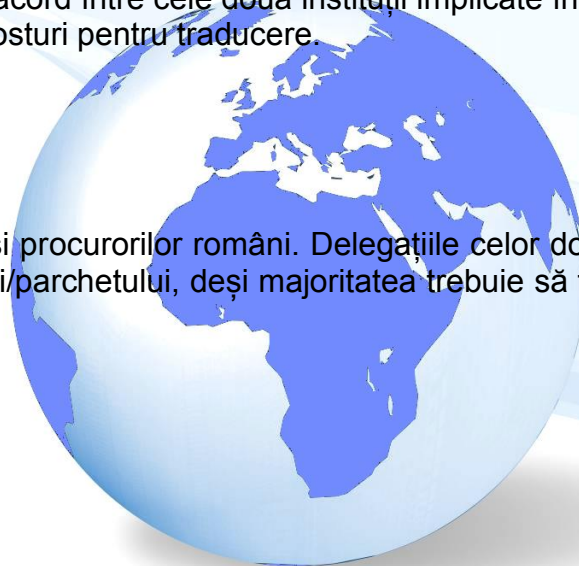 acord între cele două instituții implicate în
osturi pentru traducere.
și procurorilor români. Delegațiile celor do
i/parchetului, deși majoritatea trebuie să